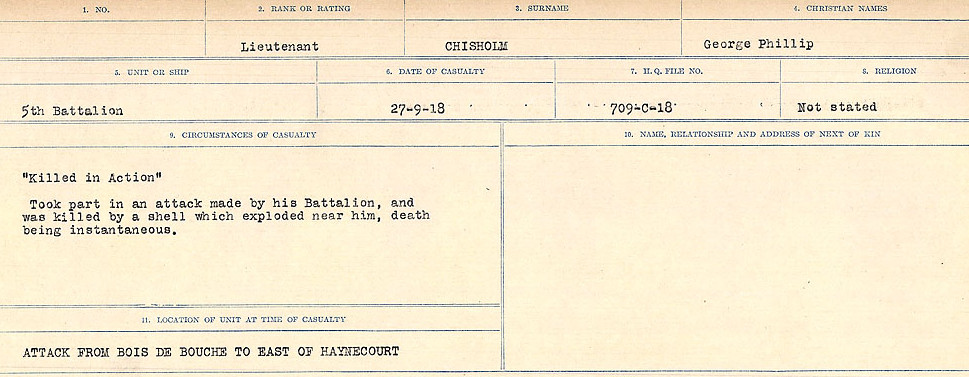 1. NO.
2. RANK OR RATING
3. SURNAME
4. CHRISTIAN NAMES
Lieutenant
CHISHOLM
George Phillip
5. UNIT OR SHIP
6. DATE OF CASUALTY
7. H.Q. FILE NO.
8. RELIGION
5th Battalion
27-9-18
709-C-18
Not stated
9. CIRCUMSTANCES OF CASUALTY
10. NAME, RELATIONSHIP AND ADDRESS OF NEXT OF KIN
"Killed in Action"
Took part in an attack made by his Battalion, and
was killed by a shell which exploded near him, death
being instantaneous.
11. LOCATION OF UNIT AT TIME OF CASUALTY
ATTACK FROM BOIS DE BOUCHE TO EAST OF HAYNECOURT